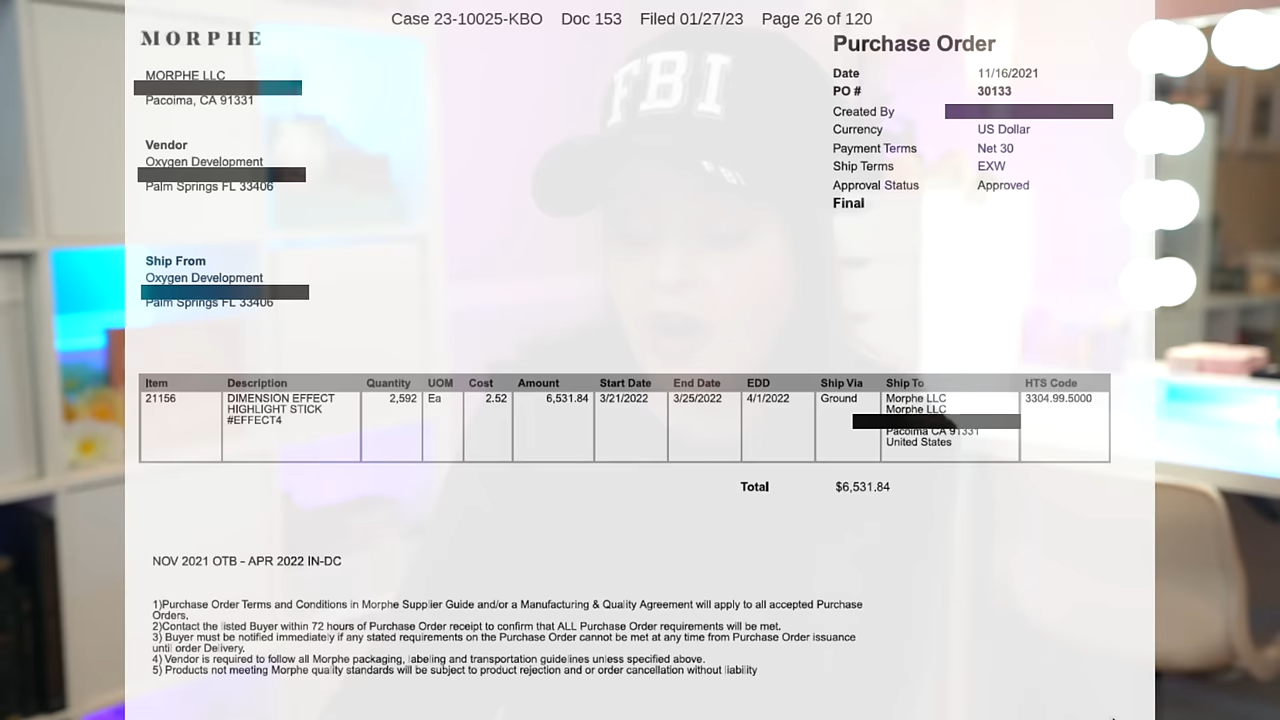 Case 23-10025-KBO Doc 153 Filed 01/27/23 Page 26 of 120
MORPHE
MORPHE LLC
Pacoima, CA 91331
Vendor
Oxygen Development
Palm Springs FL 33406
Ship From
Oxygen Development
Palm Springs FL 33406
Purchase Order
Date 11/16/2021
PO # 30133
Created By
Currency US Dollar
Payment Terms Net 30
Ship Terms EXW
Approval Status Approved
Final
FBI
FBI
Item Description Quantity UOM Cost Amount Start Date End Date EDD Ship Via Ship To HTS Code
21156 DIMENSION EFFECT 2,592 Ea 2.52 6,531.84 3/21/2022 3/25/2022 4/1/2022 Ground Morphe LLC 3304.99.5000
HIGHLIGHT STICK Morphe LLC
#EFFECT4
Pacoima CA 91331
United States
Total $6,531.84
NOV 2021 OTB - APR 2022 IN-DC
1)Purchase Order Terms and Conditions in Morphe Supplier Guide and/or a Manufacturing & Quality Agreement will apply to all accepted Purchase
Orders.
2)Contact the listed Buyer within 72 hours of Purchase Order receipt to confirm that ALL Purchase Order requirements will be met.
3) Buyer must be notified immediately if any stated requirements on the Purchase Order cannot be met at any time from Purchase Order issuance
until order Delivery.
4) Vendor is required to follow all Morphe packaging, labeling and transportation guidelines unless specified above.
5) Products not meeting Morphe quality standards will be subject to product rejection and or order cancellation without liability